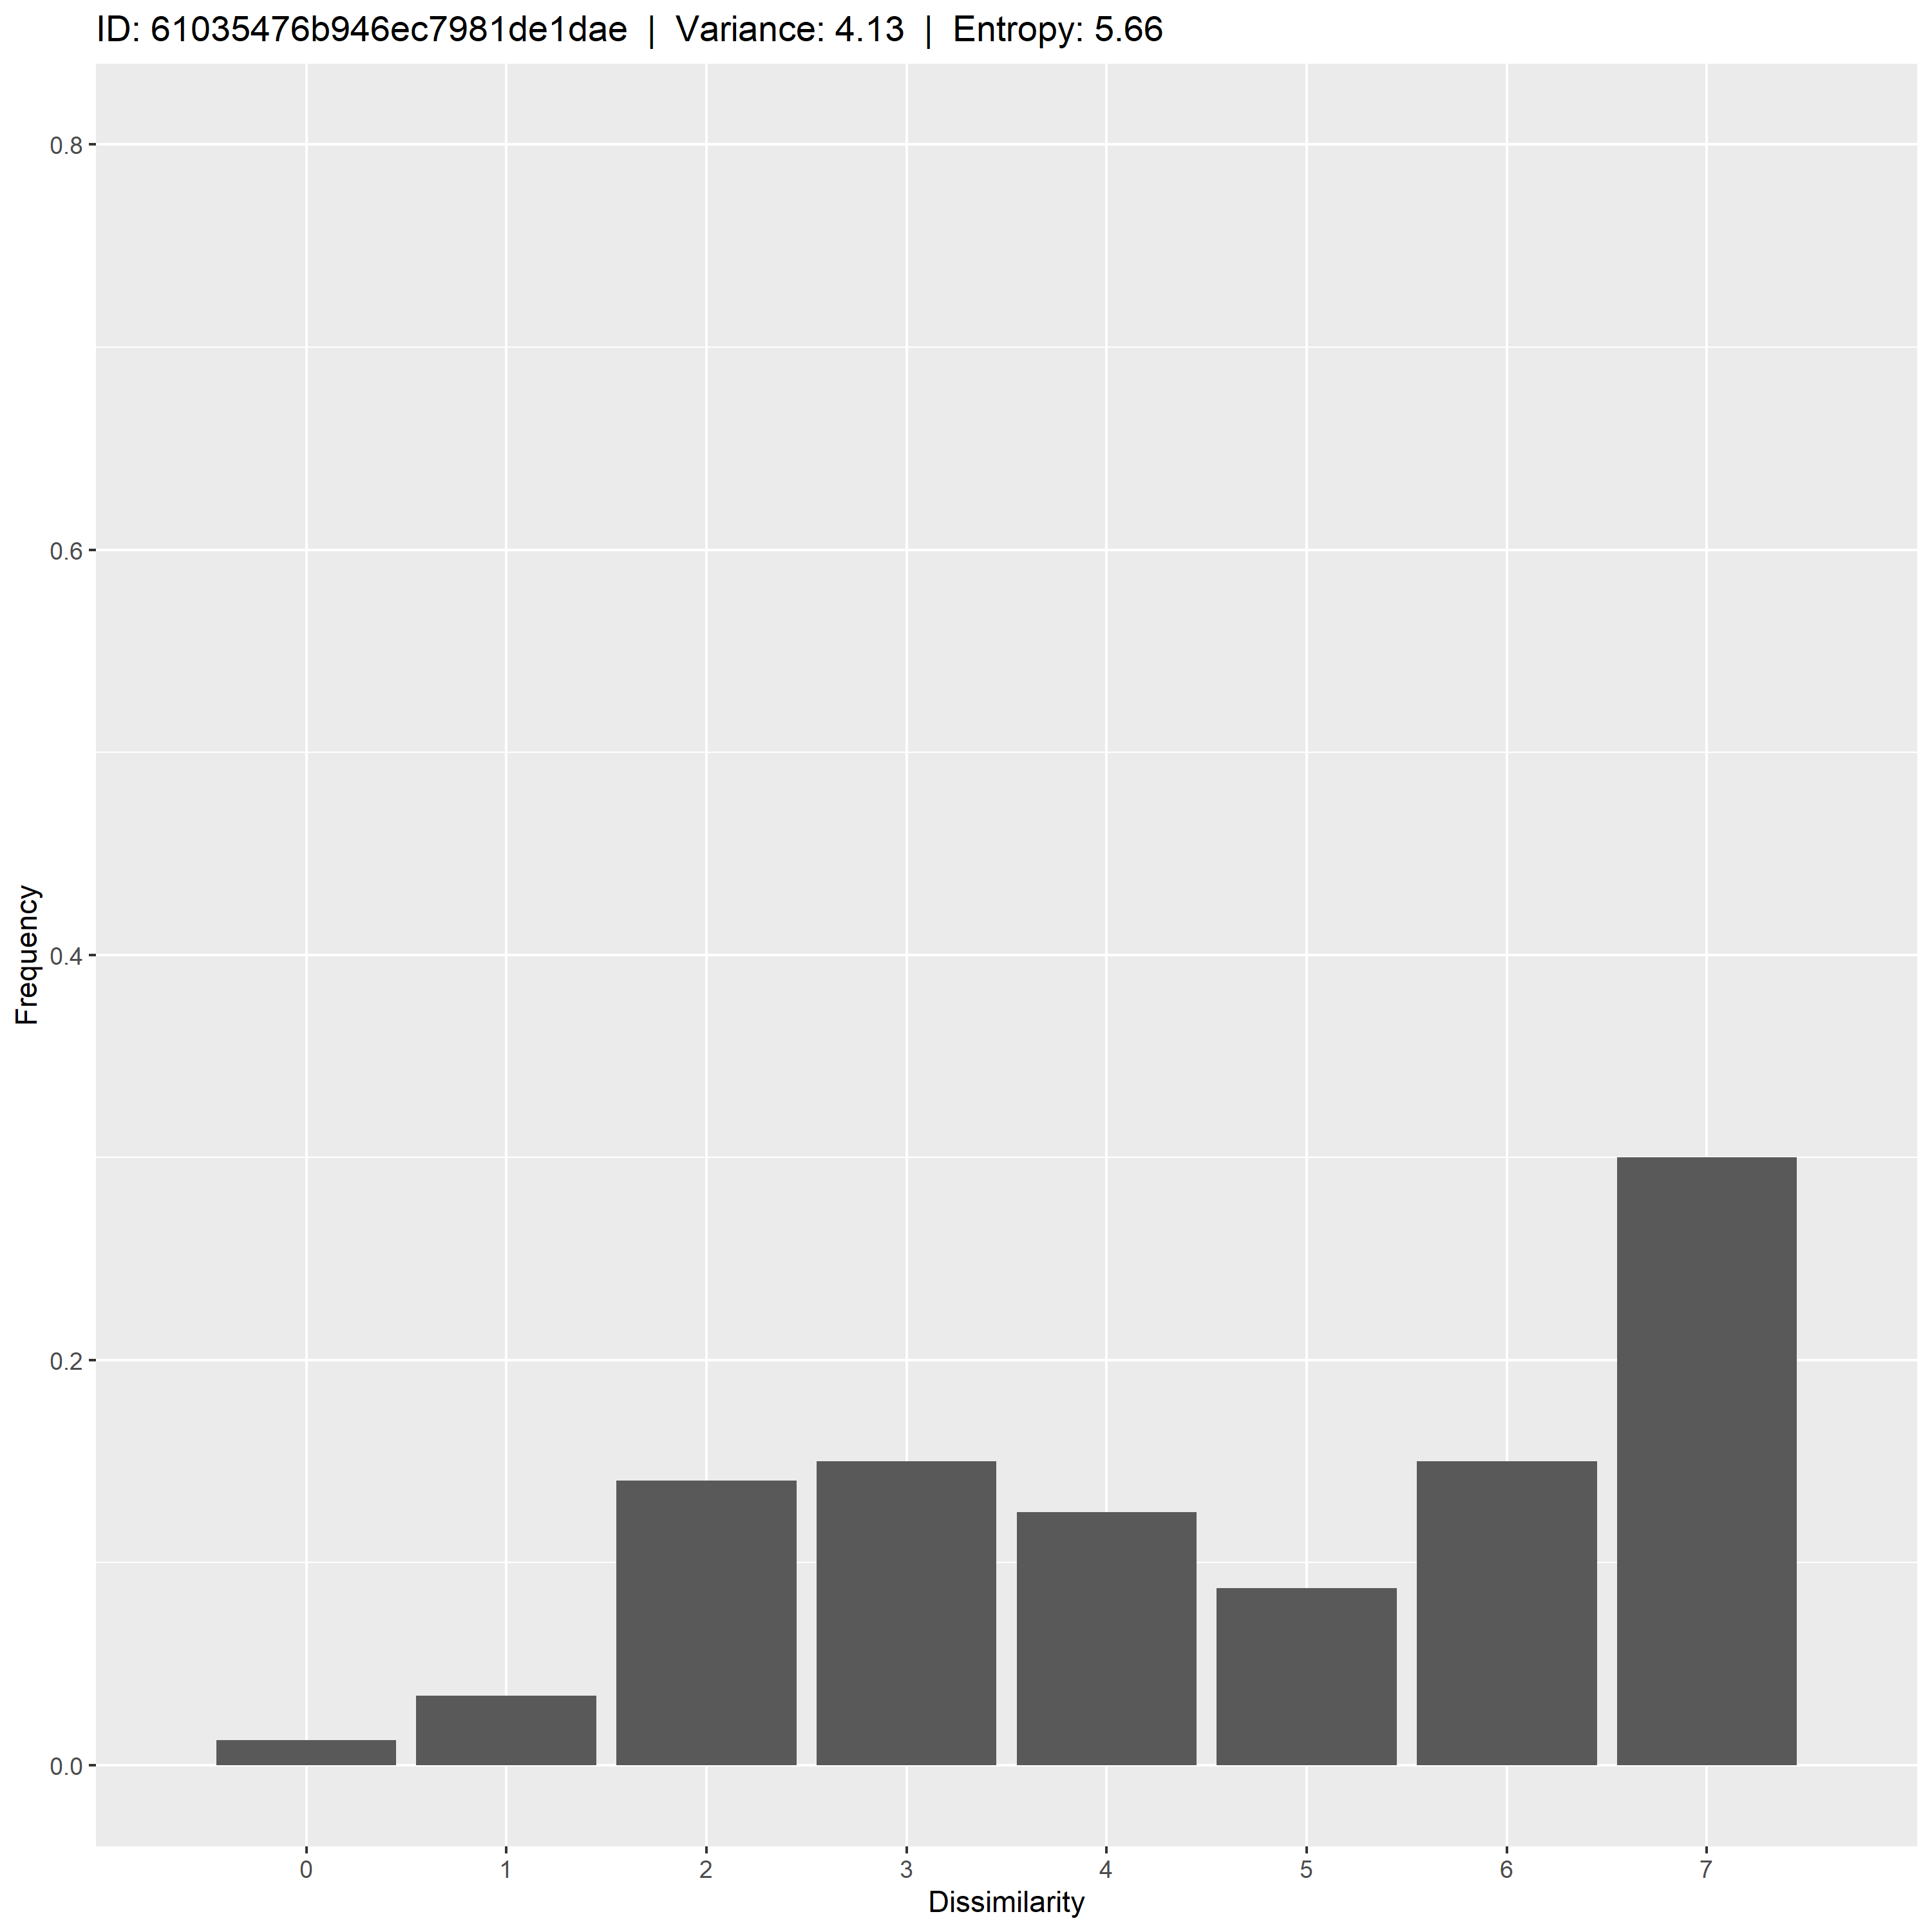 ID: 61035476b946ec7981de1dae | Variance: 4.13 | Entropy: 5.66
Frequency
0.8
0.6
0.4
0.2
0.0
0 1 2 3 4 5 6 7
Dissimilarity